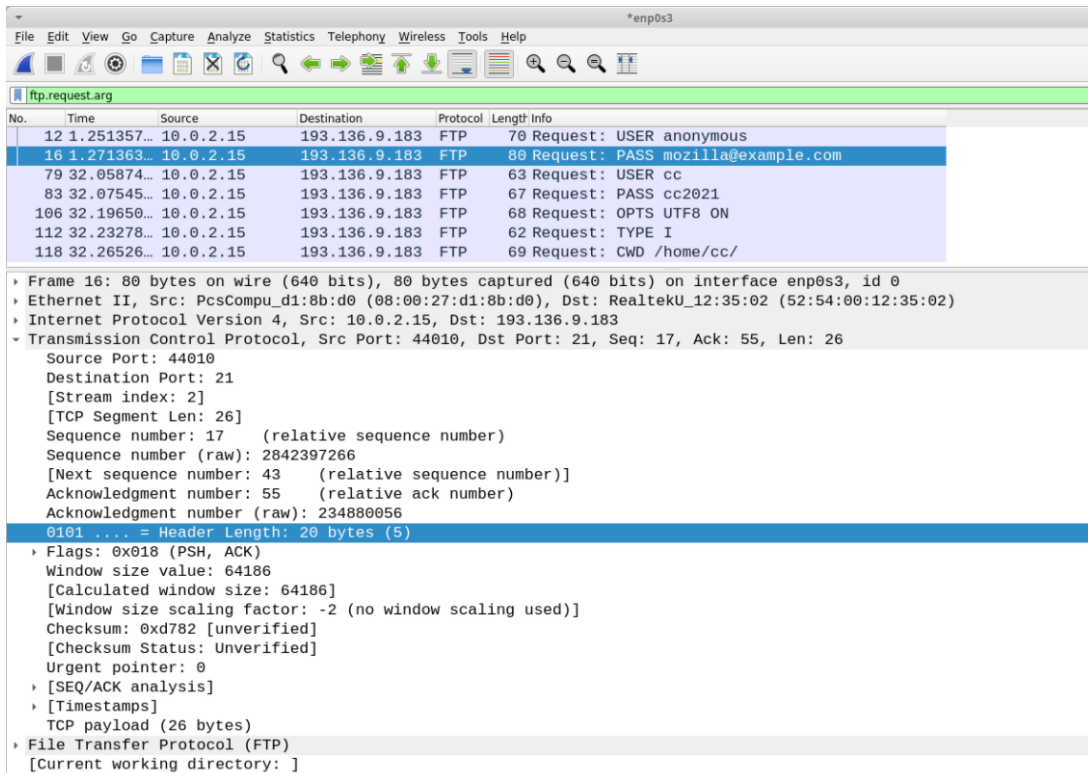 *enp0s3
File Edit View Go Capture Analyze Statistics Telephony Wireless Tools Help
ftp.request.arg
No. Time Source Destination Protocol Length Info
12 1.251357… 10.0.2.15 193.136.9.183 FTP 70 Request: USER anonymous
16 1.271363… 10.0.2.15 193.136.9.183 FTP 80 Request: PASS mozilla@example.com
79 32.05874… 10.0.2.15 193.136.9.183 FTP 63 Request: USER cc
83 32.07545… 10.0.2.15 193.136.9.183 FTP 67 Request: PASS cc2021
106 32.19650… 10.0.2.15 193.136.9.183 FTP 68 Request: OPTS UTF8 ON
112 32.23278… 10.0.2.15 193.136.9.183 FTP 62 Request: TYPE I
118 32.26526… 10.0.2.15 193.136.9.183 FTP 69 Request: CWD /home/cc/
Frame 16: 80 bytes on wire (640 bits), 80 bytes captured (640 bits) on interface enp0s3, id 0
Ethernet II, Src: PcsCompu_d1:8b:d0 (08:00:27:d1:8b:d0), Dst: RealtekU_12:35:02 (52:54:00:12:35:02)
Internet Protocol Version 4, Src: 10.0.2.15, Dst: 193.136.9.183
Transmission Control Protocol, Src Port: 44010, Dst Port: 21, Seq: 17, Ack: 55, Len: 26
Source Port: 44010
Destination Port: 21
[Stream index: 2]
[TCP Segment Len: 26]
Sequence number: 17 (relative sequence number)
Sequence number (raw): 2842397266
[Next sequence number: 43 (relative sequence number)]
Acknowledgment number: 55 (relative ack number)
Acknowledgment number (raw): 234880056
0101 .... = Header Length: 20 bytes (5)
Flags: 0x018 (PSH, ACK)
Window size value: 64186
[Calculated window size: 64186]
[Window size scaling factor: -2 (no window scaling used)]
Checksum: 0xd782 [unverified]
[Checksum Status: Unverified]
Urgent pointer: 0
[SEQ/ACK analysis]
[Timestamps]
TCP payload (26 bytes)
File Transfer Protocol (FTP)
[Current working directory: ]